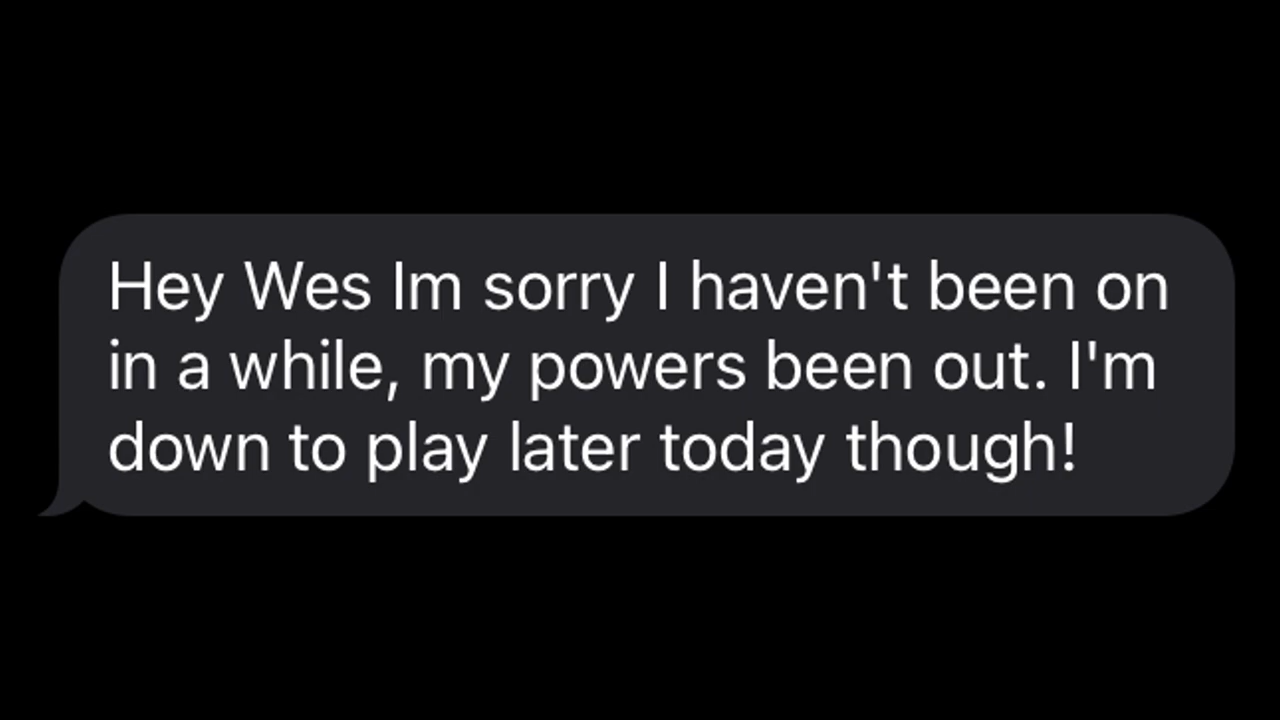 Hey Wes Im sorry I haven't been on
in a while, my powers been out. I'm
down to play later today though!